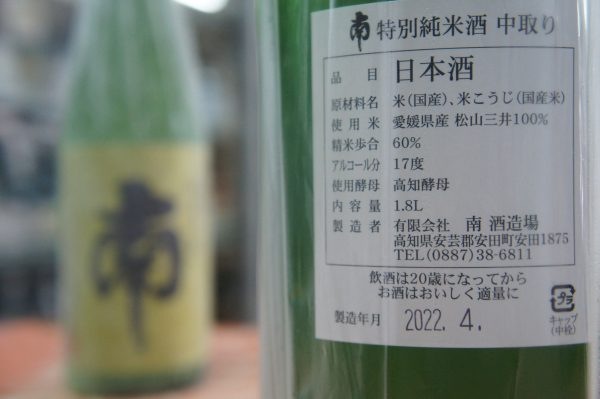 南
南 特別純米酒 中取り
品目 日本酒
原材料名 米(国産)、米こうじ(国産米)
使用米 愛媛県産 松山三井100%
精米歩合 60%
アルコール分 17度
使用酵母 高知酵母
内容量 1.8L
製造者 有限会社 南 酒造場
高知県安芸郡安田町安田1875
TEL(0887)38-6811
飲酒は20歳になってから
お酒はおいしく適量に
製造年月 2022.4.
プラ
キャップ
(中栓)